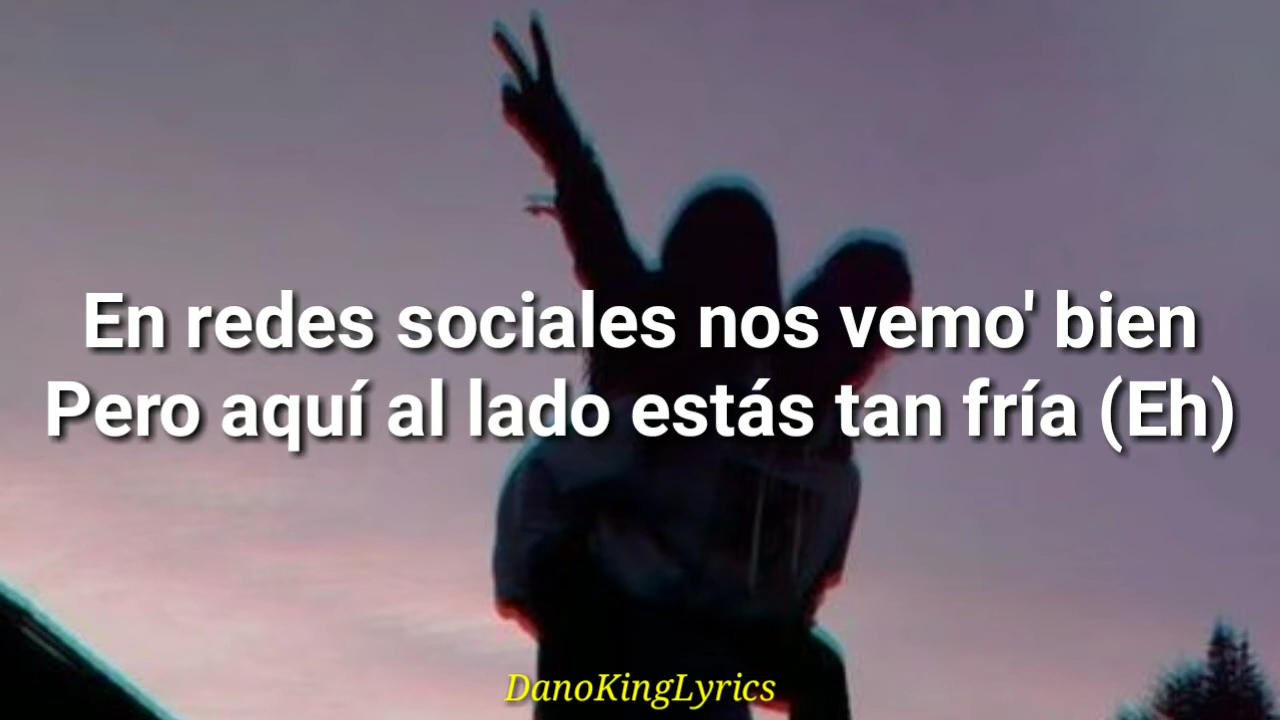 En redes sociales nos vemo' bien
Pero aquí al lado estás tan fría (Eh)
DanoKingLyrics